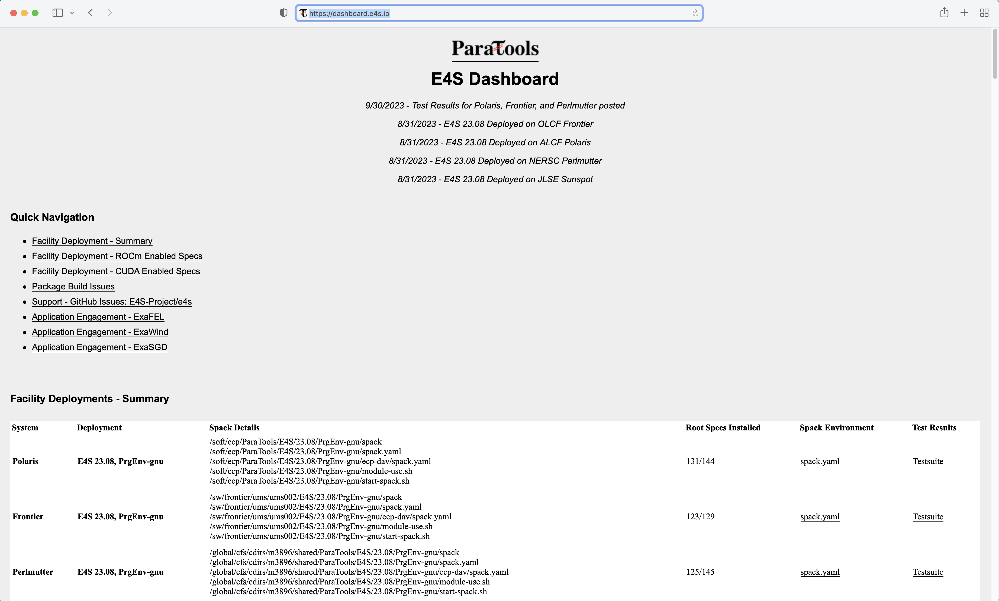 https://dashboard.e4s.io
ParaTools
E4S Dashboard
9/30/2023 - Test Results for Polaris, Frontier, and Perlmutter posted
8/31/2023 - E4S 23.08 Deployed on OLCF Frontier
8/31/2023 - E4S 23.08 Deployed on ALCF Polaris
8/31/2023 - E4S 23.08 Deployed on NERSC Perlmutter
8/31/2023 - E4S 23.08 Deployed on JLSE Sunspot
Quick Navigation
Facility Deployment - Summary
Facility Deployment - ROCm Enabled Specs
Facility Deployment - CUDA Enabled Specs
Package Build Issues
Support - GitHub Issues: E4S-Project/e4s
Application Engagement - ExaFEL
Application Engagement - ExaWind
Application Engagement - ExaSGD
Facility Deployments - Summary
System Deployment Spack Details Root Specs Installed Spack Environment Test Results
/soft/ecp/ParaTools/E4S/23.08/PrgEnv-gnu/spack
/soft/ecp/ParaTools/E4S/23.08/PrgEnv-gnu/spack.yaml
Polaris E4S 23.08, PrgEnv-gnu /soft/ecp/ParaTools/E4S/23.08/PrgEnv-gnu/ecp-dav/spack.yaml 131/144 spack.yaml Testsuite
/soft/ecp/ParaTools/E4S/23.08/PrgEnv-gnu/module-use.sh
/soft/ecp/ParaTools/E4S/23.08/PrgEnv-gnu/start-spack.sh
/sw/frontier/ums/ums002/E4S/23.08/PrgEnv-gnu/spack
/sw/frontier/ums/ums002/E4S/23.08/PrgEnv-gnu/spack.yaml
Frontier E4S 23.08, PrgEnv-gnu /sw/frontier/ums/ums002/E4S/23.08/PrgEnv-gnu/ecp-dav/spack.yaml 123/129 spack.yaml Testsuite
/sw/frontier/ums/ums002/E4S/23.08/PrgEnv-gnu/module-use.sh
/sw/frontier/ums/ums002/E4S/23.08/PrgEnv-gnu/start-spack.sh
/global/cfs/cdirs/m3896/shared/ParaTools/E4S/23.08/PrgEnv-gnu/spack
/global/cfs/cdirs/m3896/shared/ParaTools/E4S/23.08/PrgEnv-gnu/spack.yaml
Perlmutter E4S 23.08, PrgEnv-gnu /global/cfs/cdirs/m3896/shared/ParaTools/E4S/23.08/PrgEnv-gnu/ecp-dav/spack.yaml 125/145 spack.yaml Testsuite
/global/cfs/cdirs/m3896/shared/ParaTools/E4S/23.08/PrgEnv-gnu/module-use.sh
/global/cfs/cdirs/m3896/shared/ParaTools/E4S/23.08/PrgEnv-gnu/start-spack.sh